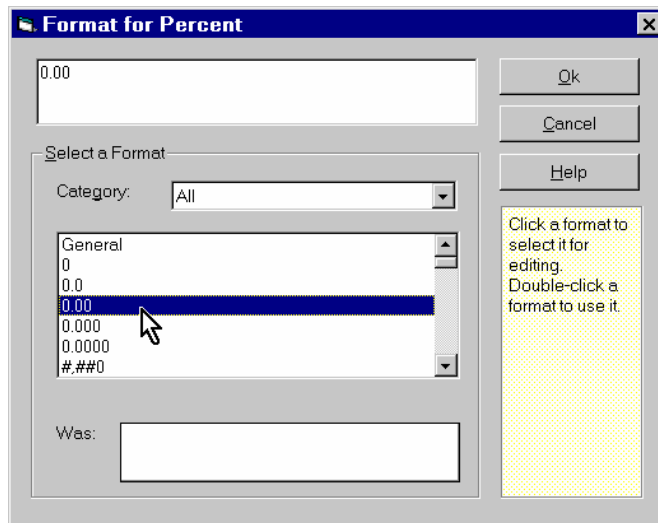 Format for Percent
0.00
Ok
Cancel
Help
Select a Format
Category:
All
General
0
0.0
0.00
0.000
0.0000
#,##0
Was:
Click a format to
select it for
editing.
Double-click a
format to use it.